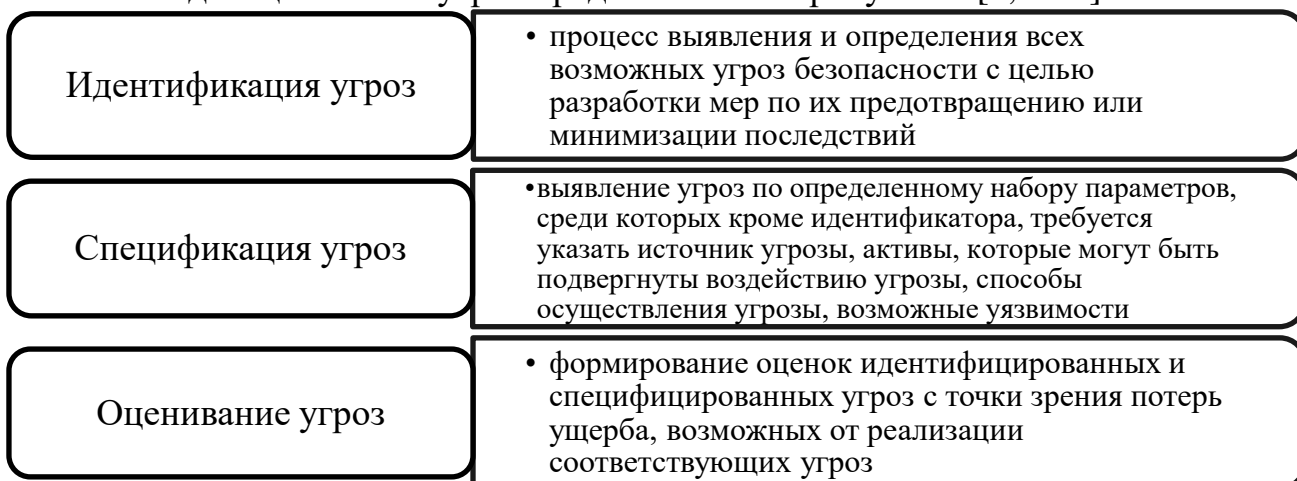 Идентификация угроз
• процесс выявления и определения всех
возможных угроз безопасности с целью
разработки мер по их предотвращению или
минимизации последствий
Спецификация угроз
•выявление угроз по определенному набору параметров,
среди которых кроме идентификатора, требуется
указать источник угрозы, активы, которые могут быть
подвергнуты воздействию угрозы, способы
осуществления угрозы, возможные уязвимости
Оценивание угроз
• формирование оценок идентифицированных и
специфицированных угроз с точки зрения потерь
ущерба, возможных от реализации
соответствующих угроз